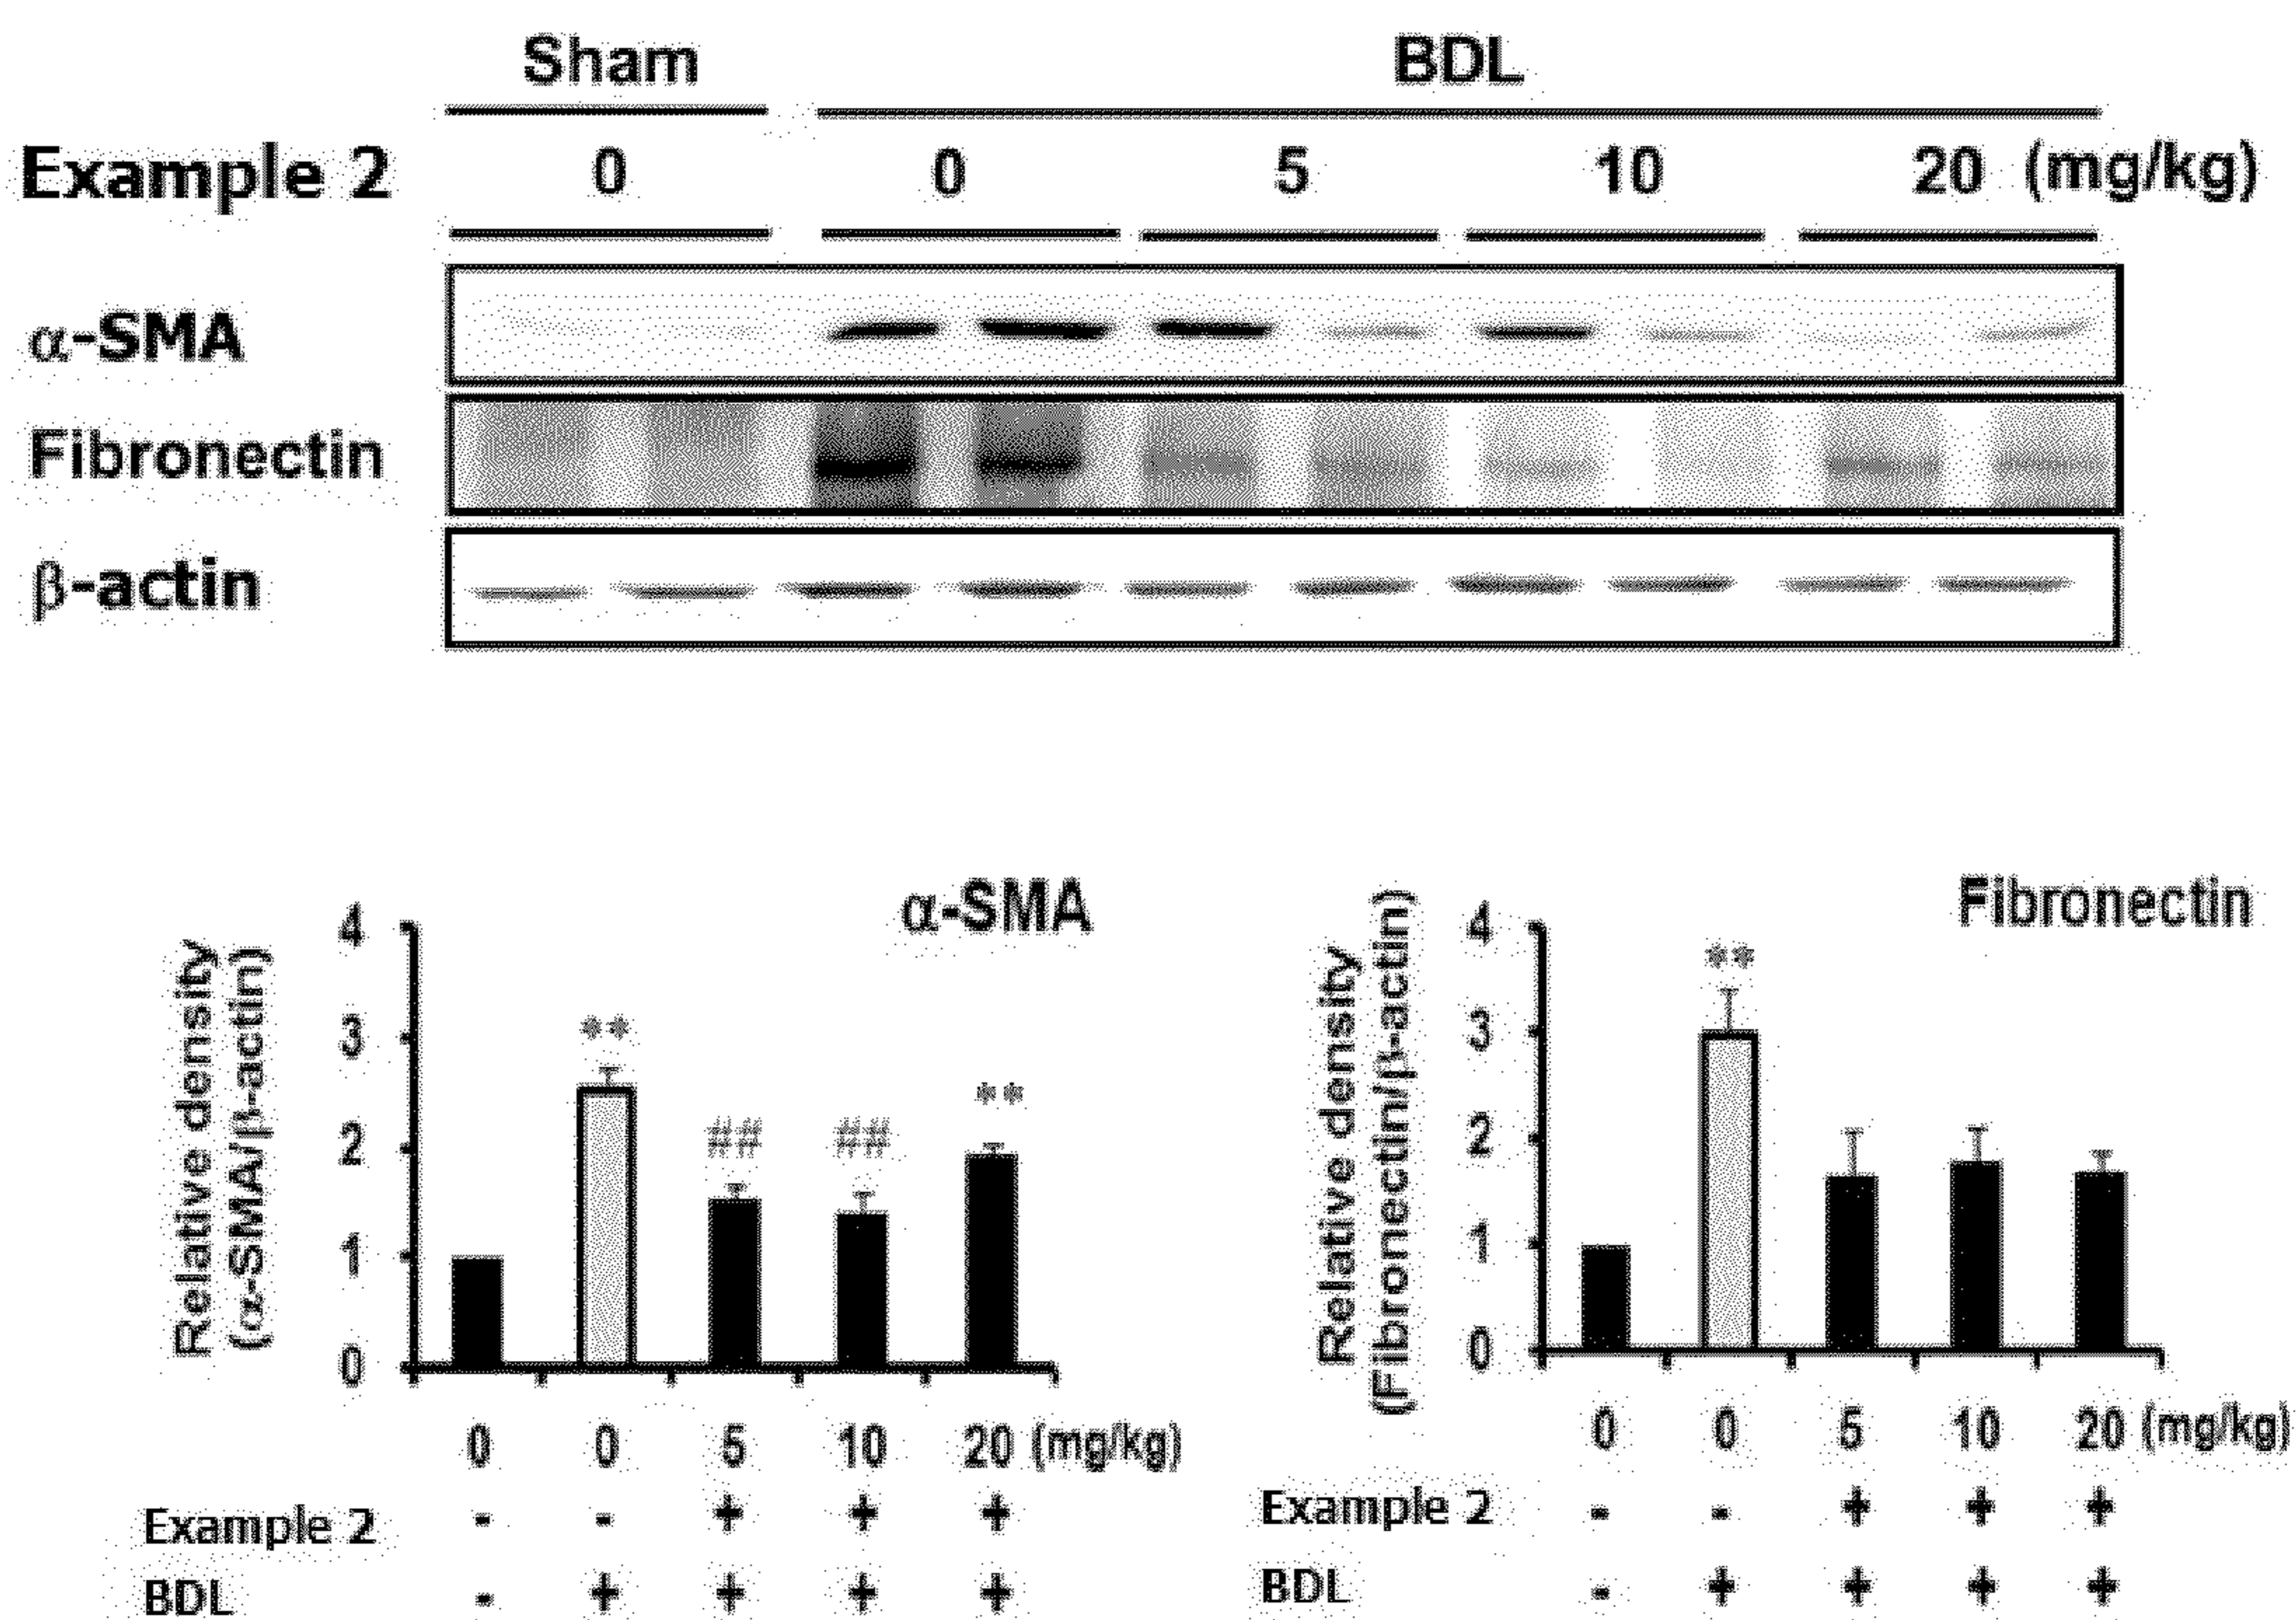 Sham BDL
Example 2 0 0 5 10 20 (mg/kg)
α-SMA
Fibronectin
β-actin
α-SMA
Relative density
(α-SMA/β-actin)
4
3
2
1
0
**
##
##
**
0 0 5 10 20 (mg/kg)
Example 2 - - + + +
BDL - + + + +
Fibronectin
Relative density
(Fibronectin/β-actin)
4
3
2
1
0
**
0 0 5 10 20 (mg/kg)
Example 2 - - + + +
BDL - + + + +